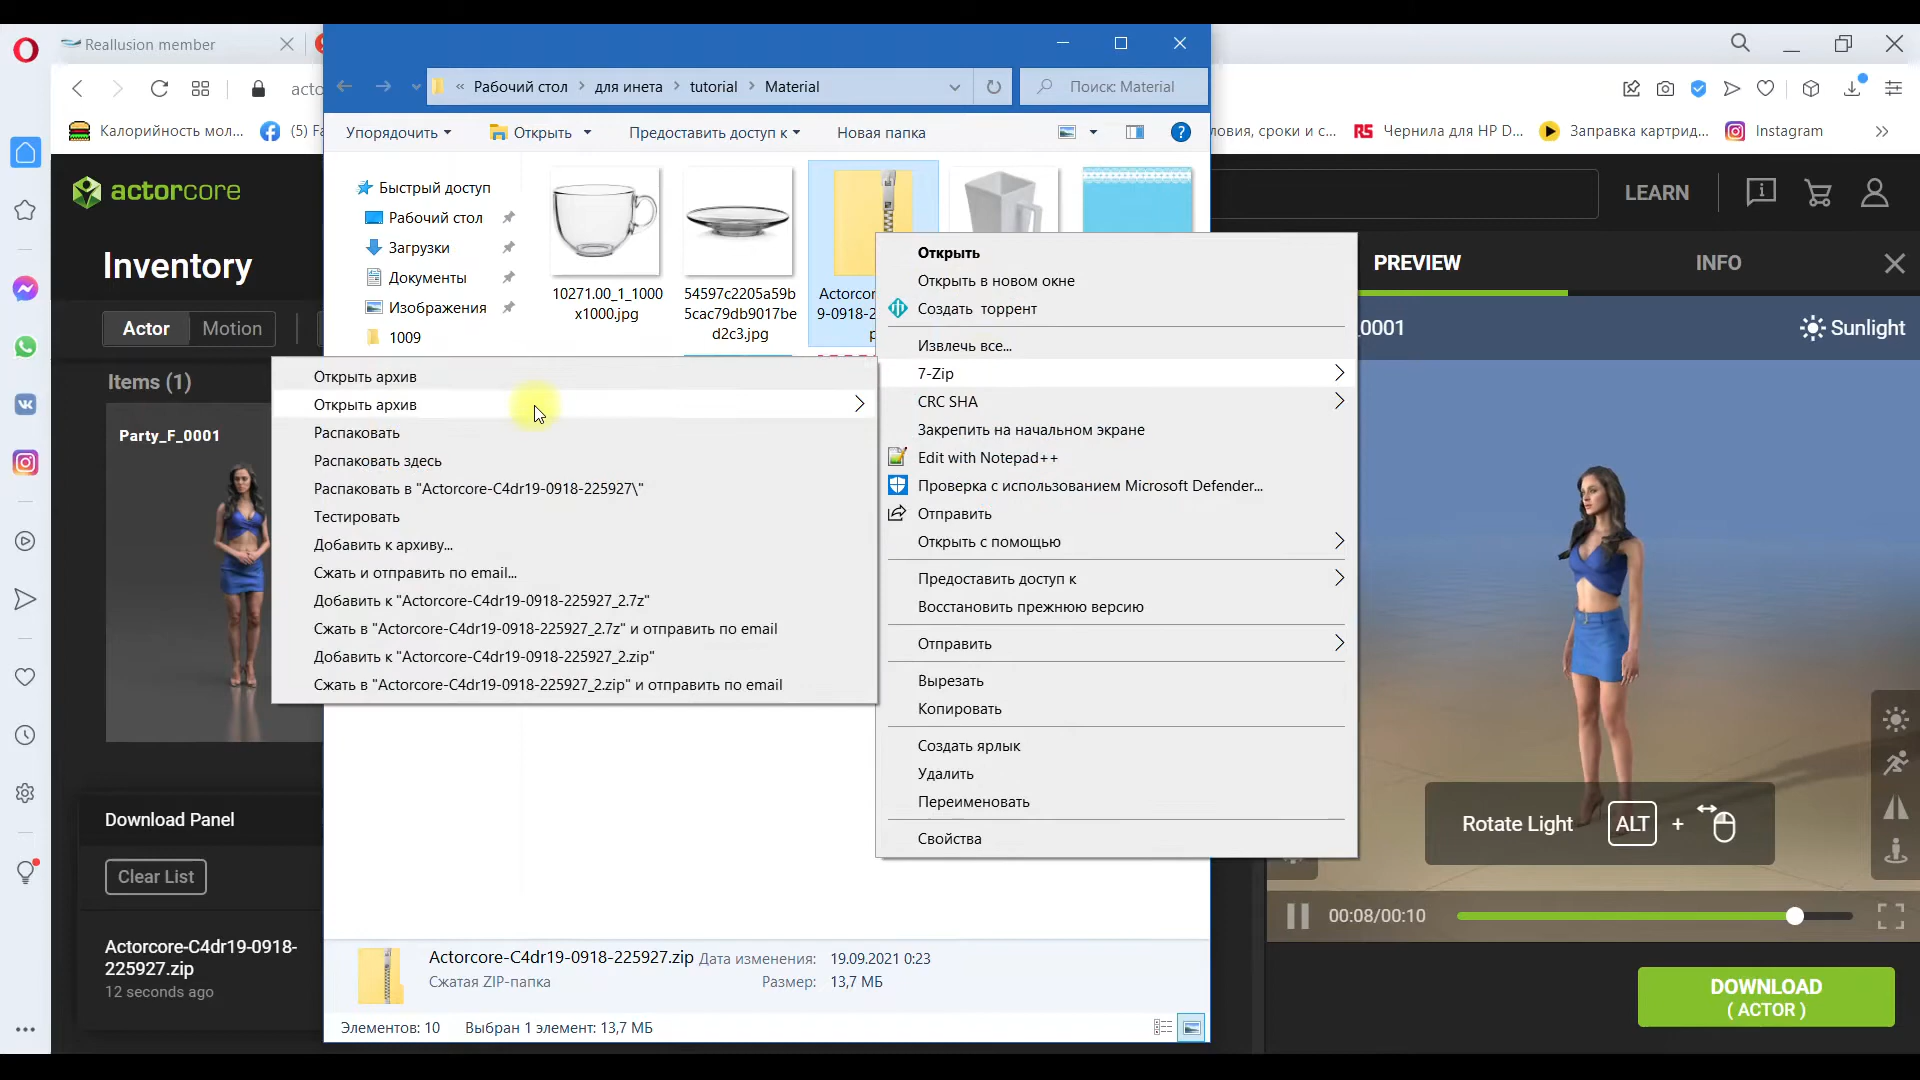 Reallusion member
acto
Калорийность мол...
(5) Fa
ловия, сроки и с...
Чернила для HP D...
Заправка картрид...
Instagram
»
« Рабочий стол > для инета > tutorial > Material
Поиск: Material
Упорядочить
Открыть
Предоставить доступ к
Новая папка
Быстрый доступ
Рабочий стол
Загрузки
Документы
Изображения
1009
10271.00_1_1000
x1000.jpg
54597c2205a59b
5cac79db9017be
d2c3.jpg
Actorcor
9-0918-2
p
actorcore
LEARN
Inventory
Actor
Motion
Items (1)
Party_F_0001
PREVIEW
INFO
_0001
Sunlight
Открыть
Открыть в новом окне
Создать торрент
Извлечь все...
7-Zip
CRC SHA
Закрепить на начальном экране
Edit with Notepad++
Проверка с использованием Microsoft Defender...
Отправить
Открыть с помощью
Предоставить доступ к
Восстановить прежнюю версию
Отправить
Вырезать
Копировать
Создать ярлык
Удалить
Переименовать
Свойства
Открыть архив
Открыть архив
Распаковать
Распаковать здесь
Распаковать в "Actorcore-C4dr19-0918-225927\"
Тестировать
Добавить к архиву...
Сжать и отправить по email...
Добавить к "Actorcore-C4dr19-0918-225927_2.7z"
Сжать в "Actorcore-C4dr19-0918-225927_2.7z" и отправить по email
Добавить к "Actorcore-C4dr19-0918-225927_2.zip"
Сжать в "Actorcore-C4dr19-0918-225927_2.zip" и отправить по email
Rotate Light ALT +
00:08/00:10
DOWNLOAD
( ACTOR )
Download Panel
Clear List
Actorcore-C4dr19-0918-
225927.zip
12 seconds ago
Actorcore-C4dr19-0918-225927.zip Дата изменения: 19.09.2021 0:23
Сжатая ZIP-папка Размер: 13,7 МБ
Элементов: 10 Выбран 1 элемент: 13,7 МБ